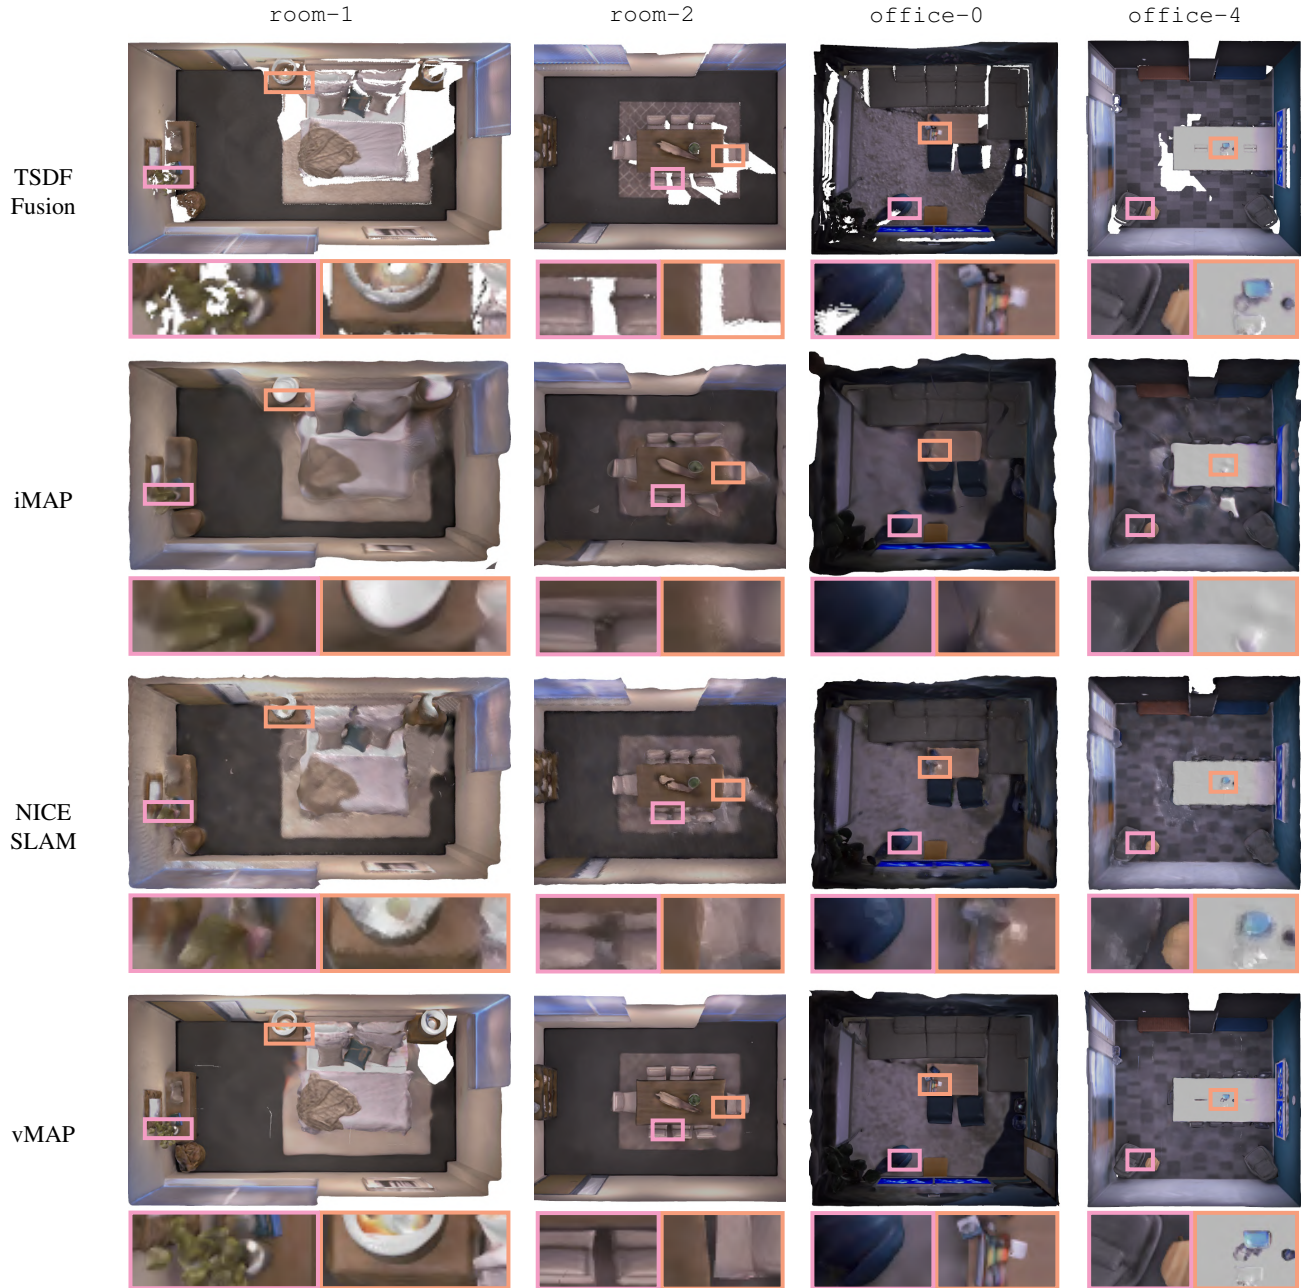 room-1 room-2 office-0 office-4
TSDF
Fusion
iMAP
NICE
SLAM
vMAP